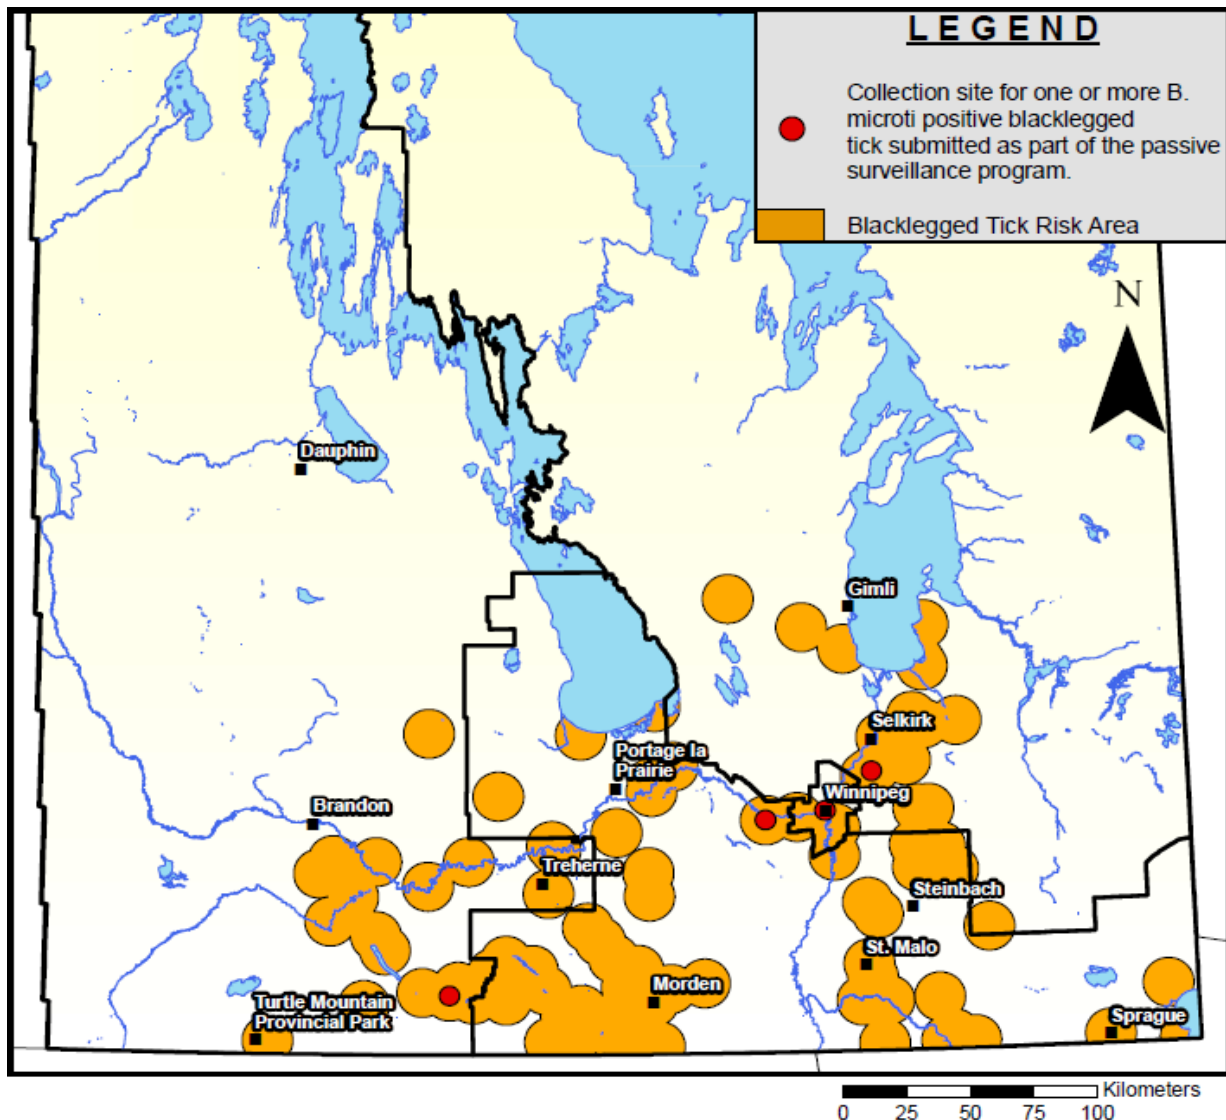 LEGEND
Collection site for one or more B.
microti positive blacklegged
tick submitted as part of the passive
surveillance program.
Blacklegged Tick Risk Area
N
Dauphin
Gimli
Selkirk
Portage la
Prairie
Winnipeg
Brandon
Treherne
Steinbach
St. Malo
Morden
Turtle Mountain
Provincial Park
Sprague
Kilometers
0 25 50 75 100